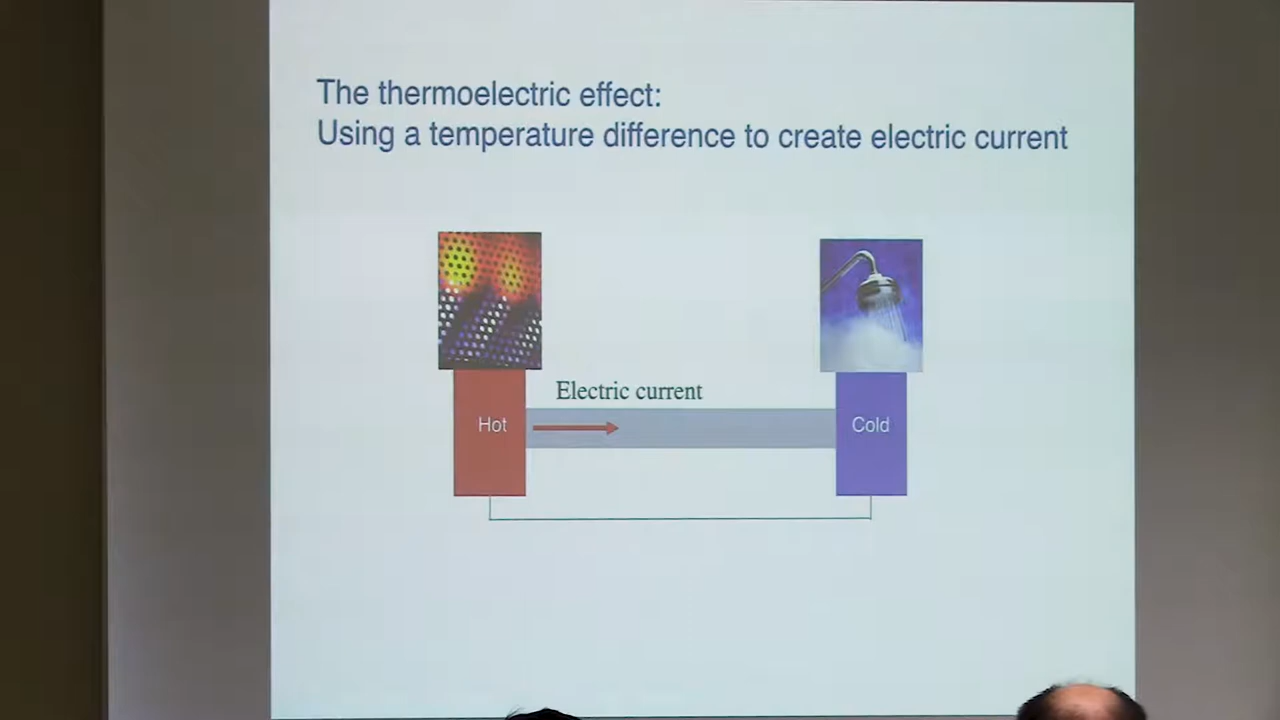 The thermoelectric effect:
Using a temperature difference to create electric current
Electric current
Hot
Cold